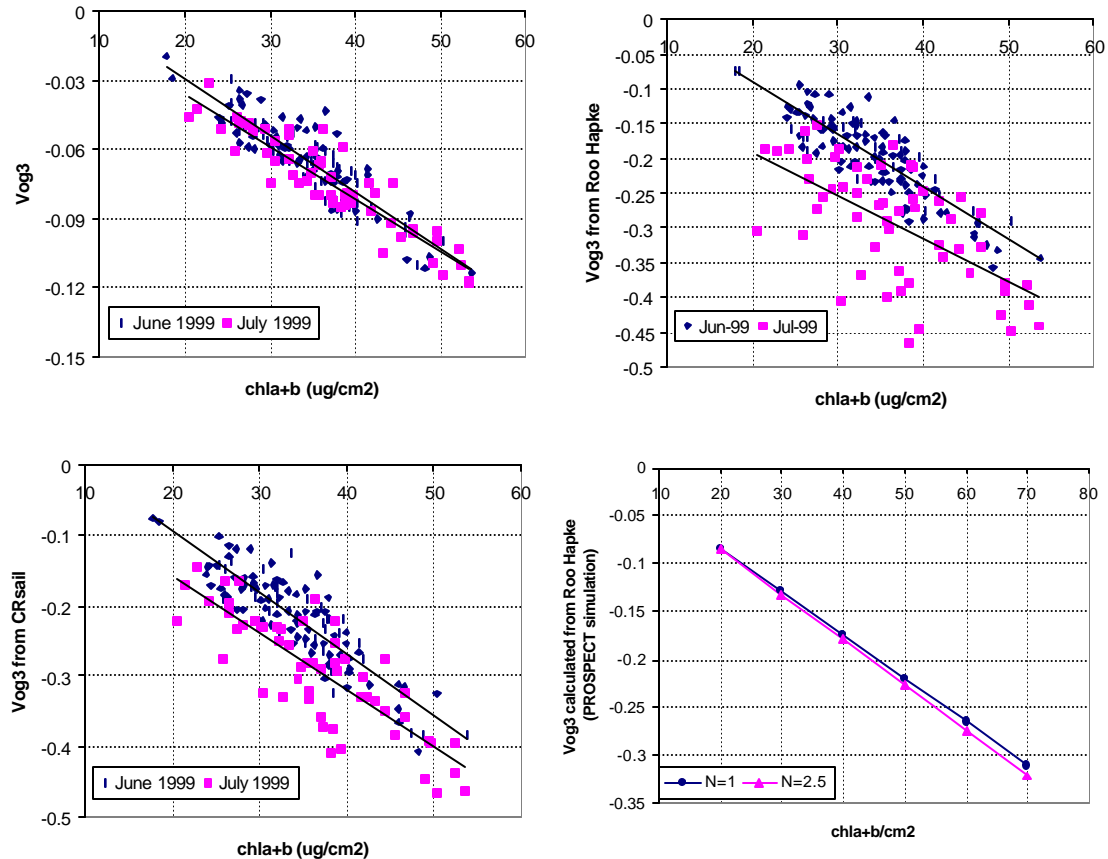 0
10 20 30 40 50 60
-0.03
-0.06
-0.09
-0.12
-0.15
Vog3
June 1999 July 1999
chla+b (ug/cm2)
0
10 20 30 40 50 60
-0.05
-0.1
-0.15
-0.2
-0.25
-0.3
-0.35
-0.4
-0.45
-0.5
Vog3 from Roo Hapke
Jun-99 Jul-99
chla+b (ug/cm2)
0
10 20 30 40 50 60
-0.1
-0.2
-0.3
-0.4
-0.5
Vog3 from CRsail
June 1999 July 1999
chla+b (ug/cm2)
0
10 20 30 40 50 60 70 80
-0.05
-0.1
-0.15
-0.2
-0.25
-0.3
-0.35
Vog3 calculated from Roo Hapke
(PROSPECT simulation)
N=1 N=2.5
chla+b/cm2